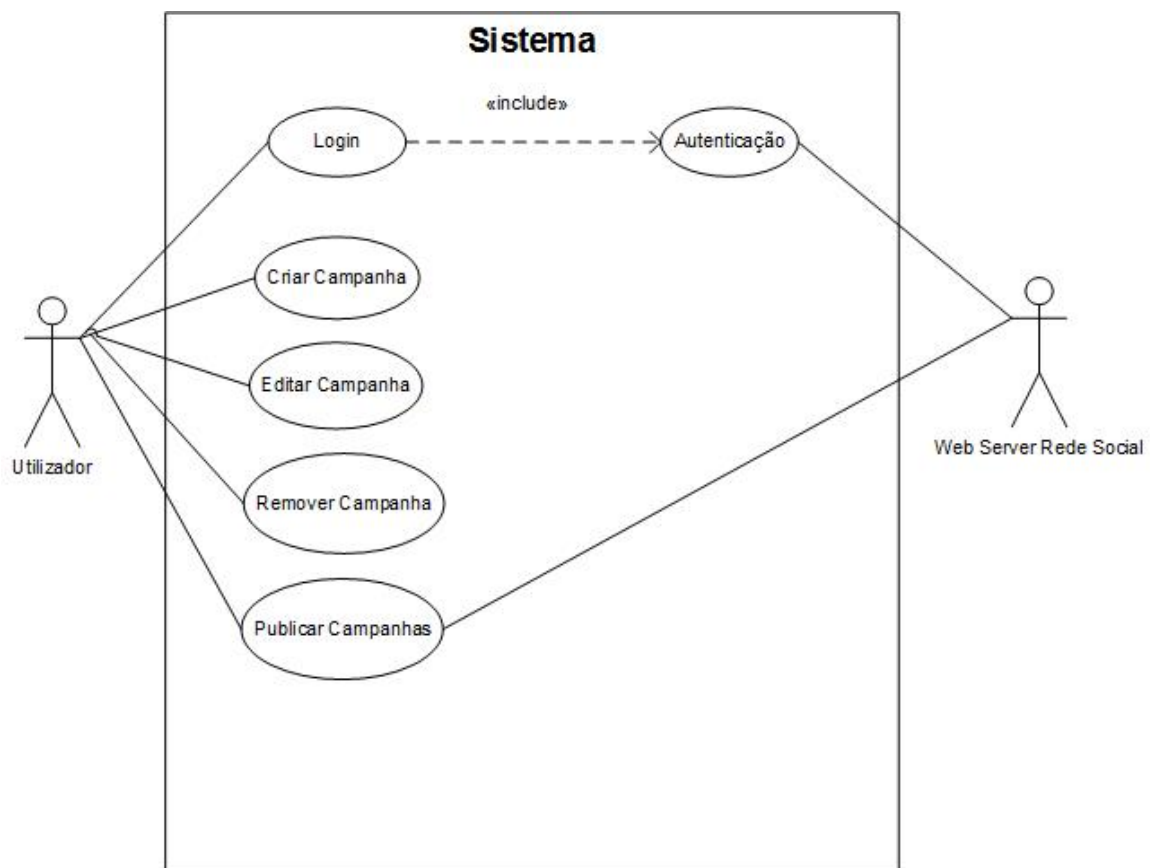 Sistema
«include»
Login
Autenticação
Criar Campanha
Editar Campanha
Utilizador
Web Server Rede Social
Remover Campanha
Publicar Campanhas